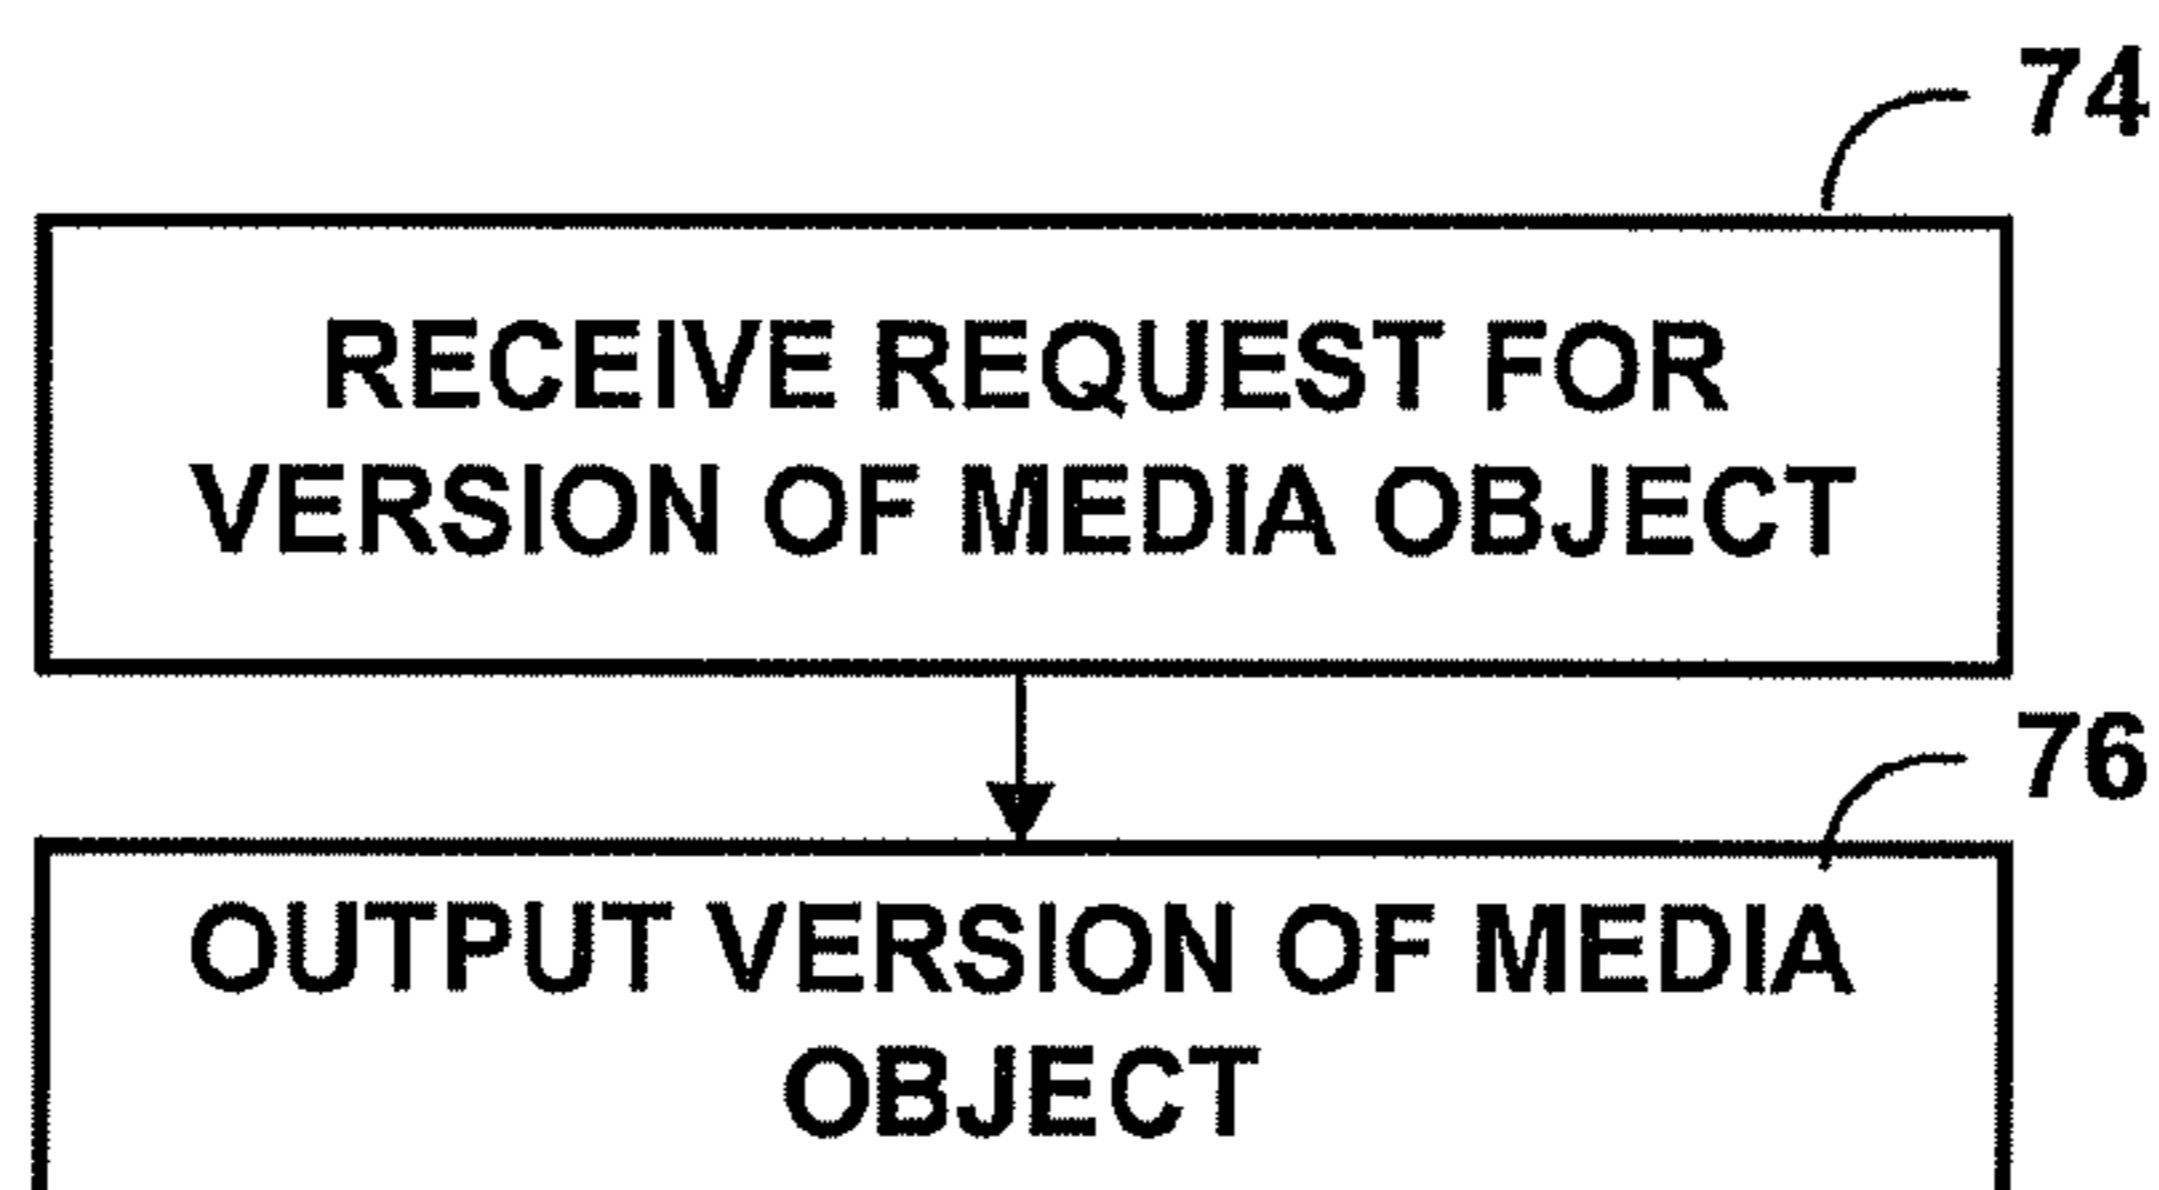 74
RECEIVE REQUEST FOR
VERSION OF MEDIA OBJECT
76
OUTPUT VERSION OF MEDIA
OBJECT